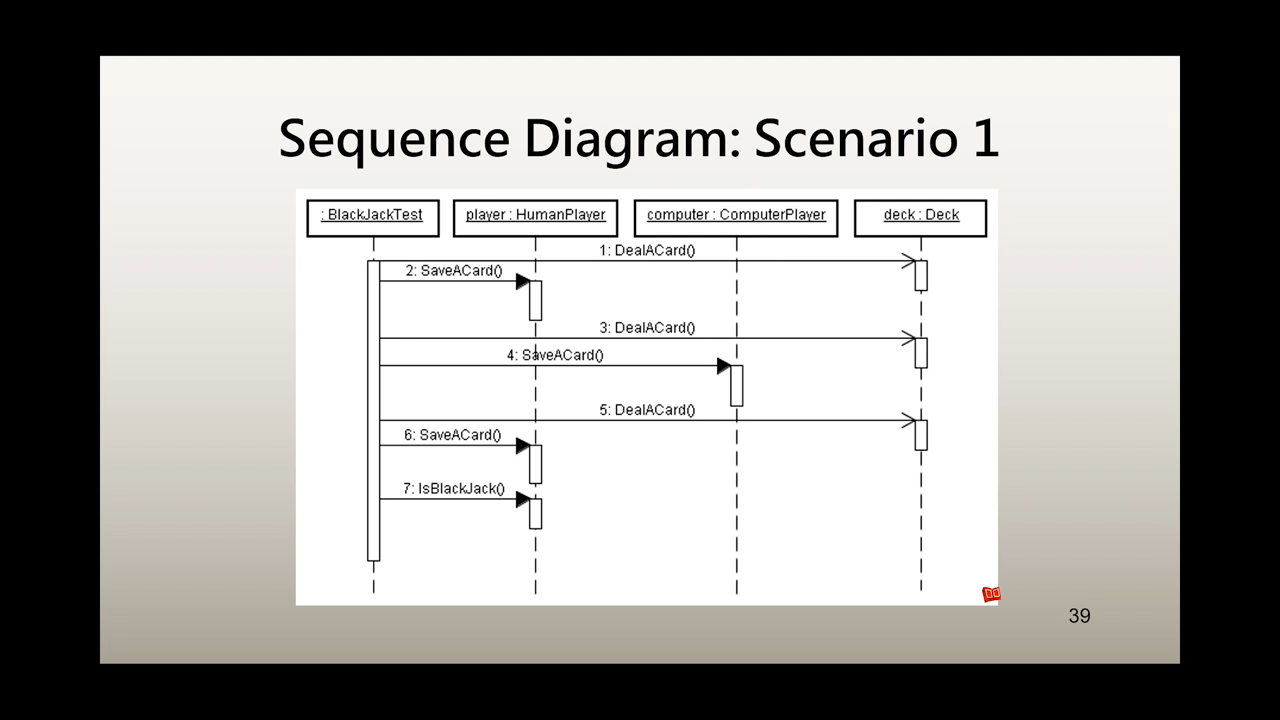 Sequence Diagram: Scenario 1
: BlackJackTest
player : HumanPlayer
computer : ComputerPlayer
deck : Deck
1: DealACard()
2: SaveACard()
3: DealACard()
4: SaveACard()
5: DealACard()
6: SaveACard()
7: IsBlackJack()
39